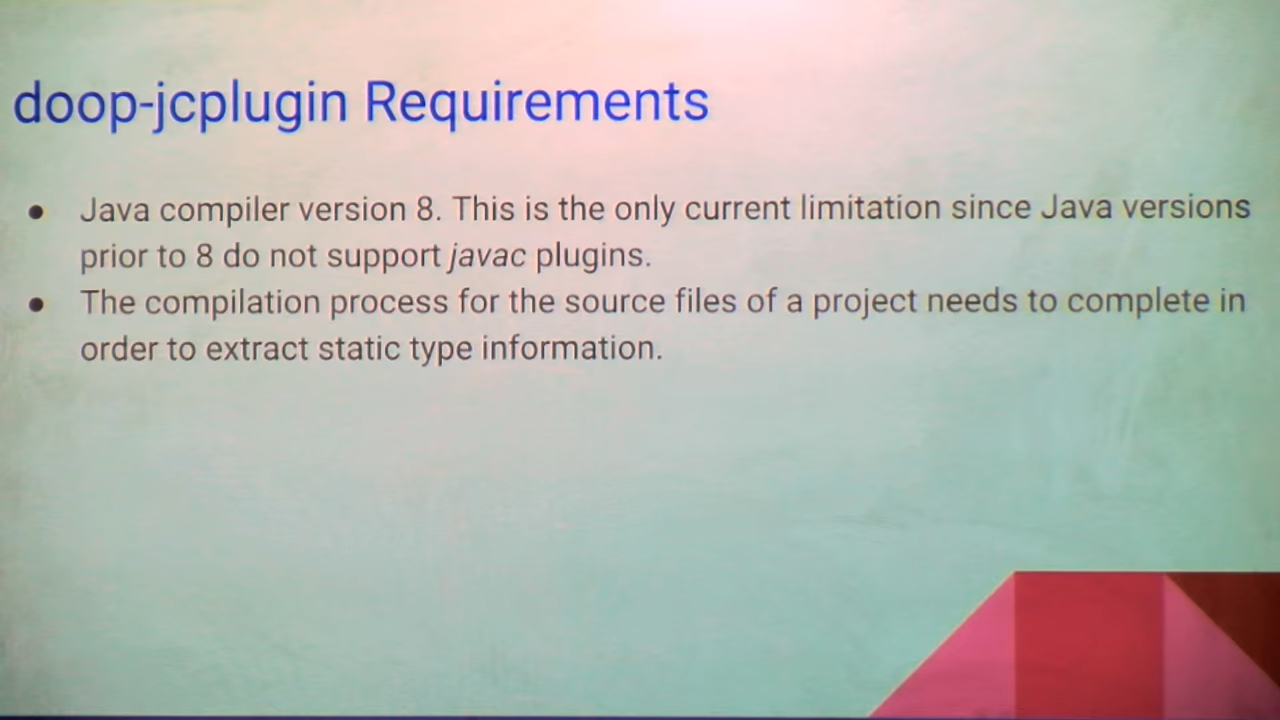 doop-jcplugin Requirements
● Java compiler version 8. This is the only current limitation since Java versions
prior to 8 do not support javac plugins.
● The compilation process for the source files of a project needs to complete in
order to extract static type information.